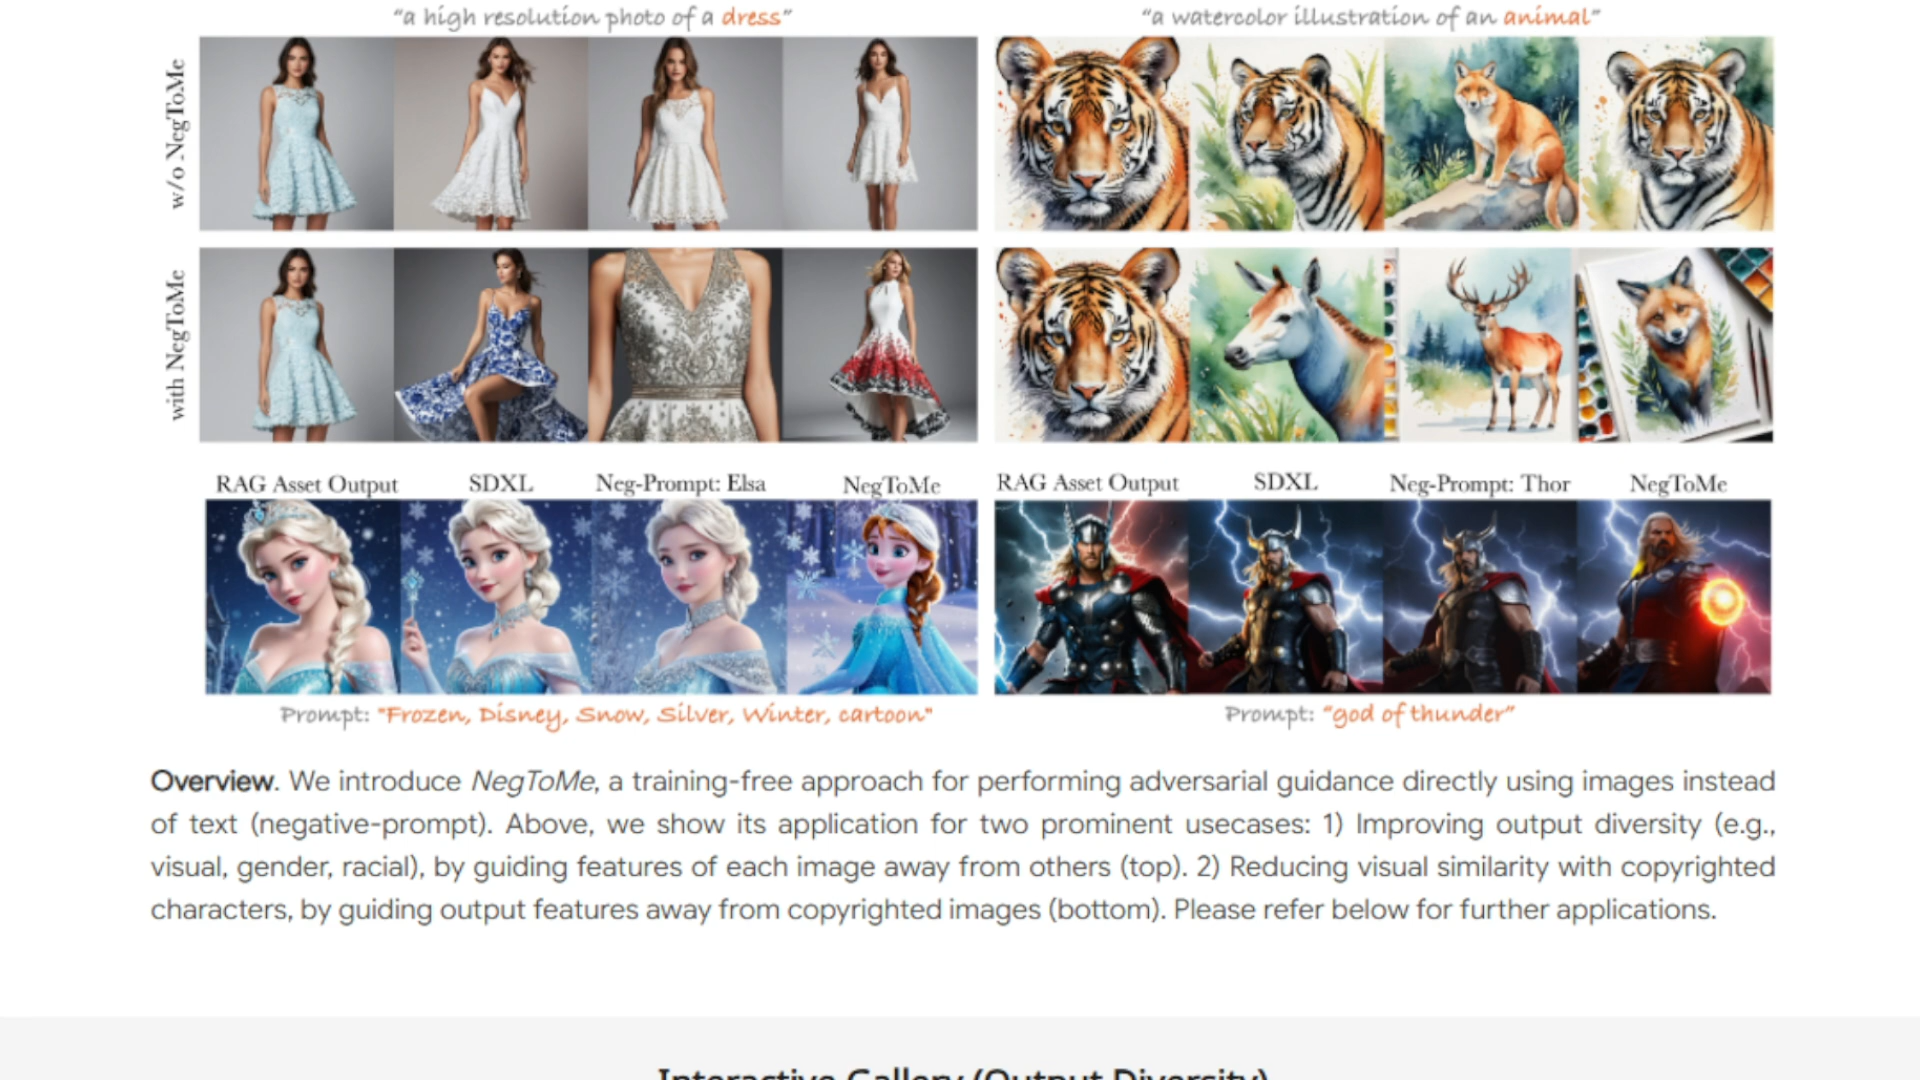 "a high resolution photo of a dress"
"a watercolor illustration of an animal"
w/o NegToMe
with NegToMe
RAG Asset Output SDXL Neg-Prompt: Elsa NegToMe
RAG Asset Output SDXL Neg-Prompt: Thor NegToMe
Prompt: "Frozen, Disney, Snow, Silver, Winter, cartoon"
Prompt: "god of thunder"
Overview. We introduce NegToMe, a training-free approach for performing adversarial guidance directly using images instead
of text (negative-prompt). Above, we show its application for two prominent usecases: 1) Improving output diversity (e.g.,
visual, gender, racial), by guiding features of each image away from others (top). 2) Reducing visual similarity with copyrighted
characters, by guiding output features away from copyrighted images (bottom). Please refer below for further applications.
Interactive Gallery (Output Diversity)